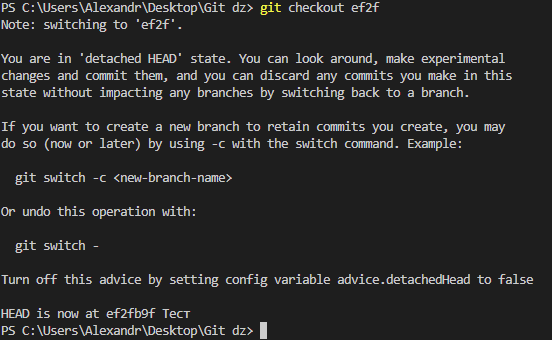 PS C:\Users\Alexandr\Desktop\Git dz> git checkout ef2f
Note: switching to 'ef2f'.
You are in 'detached HEAD' state. You can look around, make experimental
changes and commit them, and you can discard any commits you make in this
state without impacting any branches by switching back to a branch.
If you want to create a new branch to retain commits you create, you may
do so (now or later) by using -c with the switch command. Example:
git switch -c <new-branch-name>
Or undo this operation with:
git switch -
Turn off this advice by setting config variable advice.detachedHead to false
HEAD is now at ef2fb9f Тест
PS C:\Users\Alexandr\Desktop\Git dz>